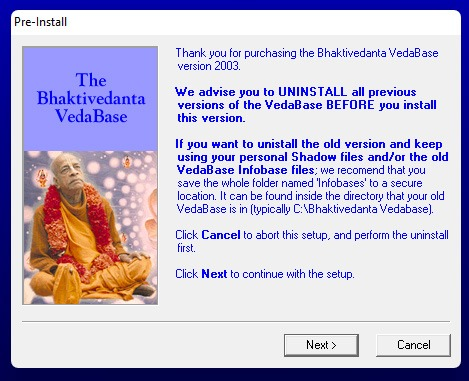 Pre-Install
The
Bhaktivedanta
VedaBase
Thank you for purchasing the Bhaktivedanta VedaBase
version 2003.
We advise you to UNINSTALL all previous
versions of the VedaBase BEFORE you install
this version.
If you want to unistall the old version and keep
using your personal Shadow files and/or the old
VedaBase Infobase files; we recomend that you
save the whole folder named 'Infobases' to a secure
location. It can be found inside the directory that your old
VedaBase is in (typically C:\Bhaktivedanta Vedabase).
Click Cancel to abort this setup, and perform the uninstall
first.
Click Next to continue with the setup.
Next >
Cancel